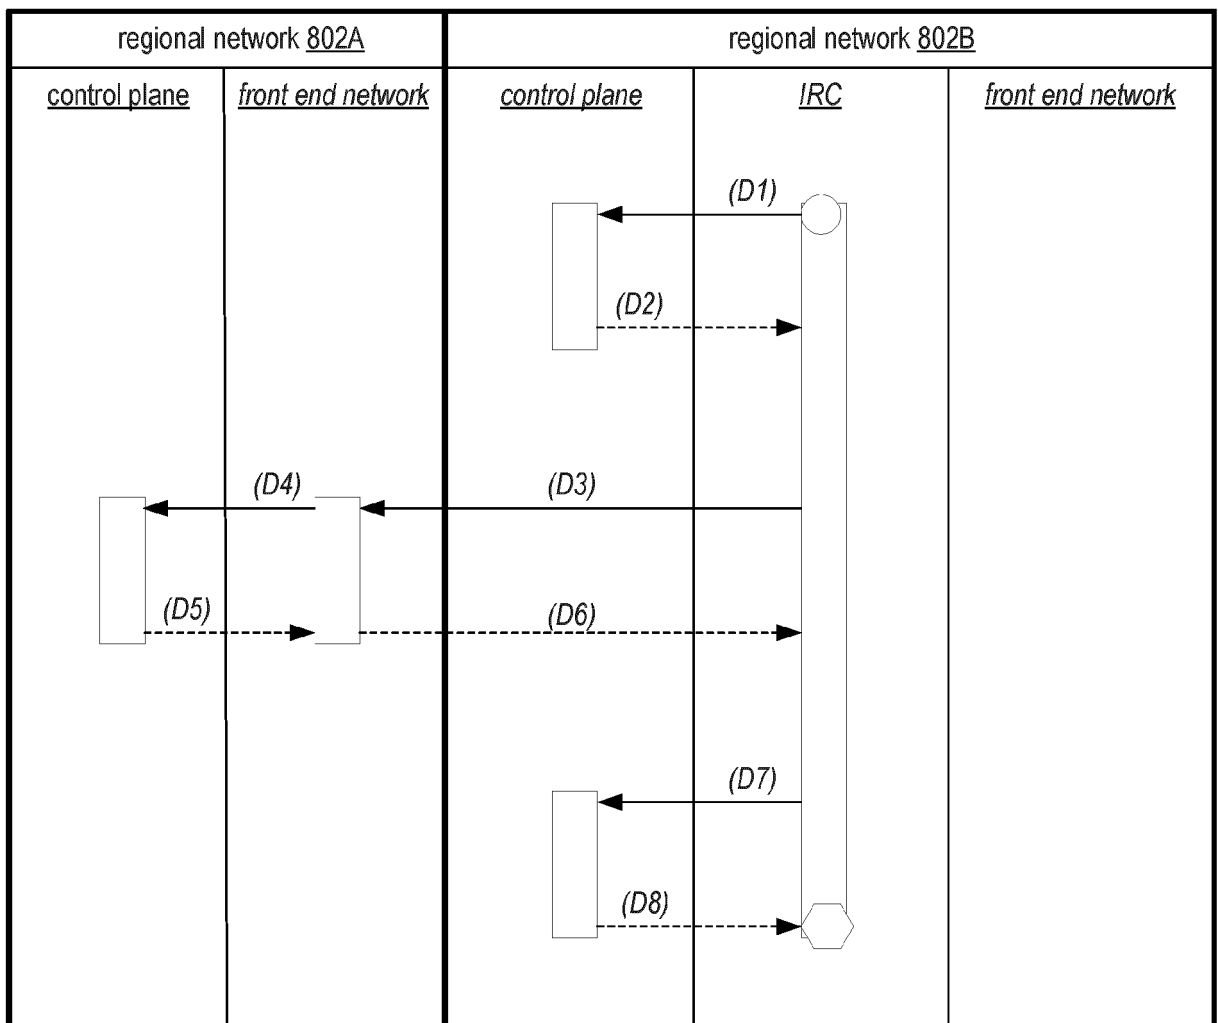 regional network 802A
regional network 802B
control plane
front end network
control plane
IRC
front end network
(D1)
(D2)
(D4)
(D3)
(D5)
(D6)
(D7)
(D8)